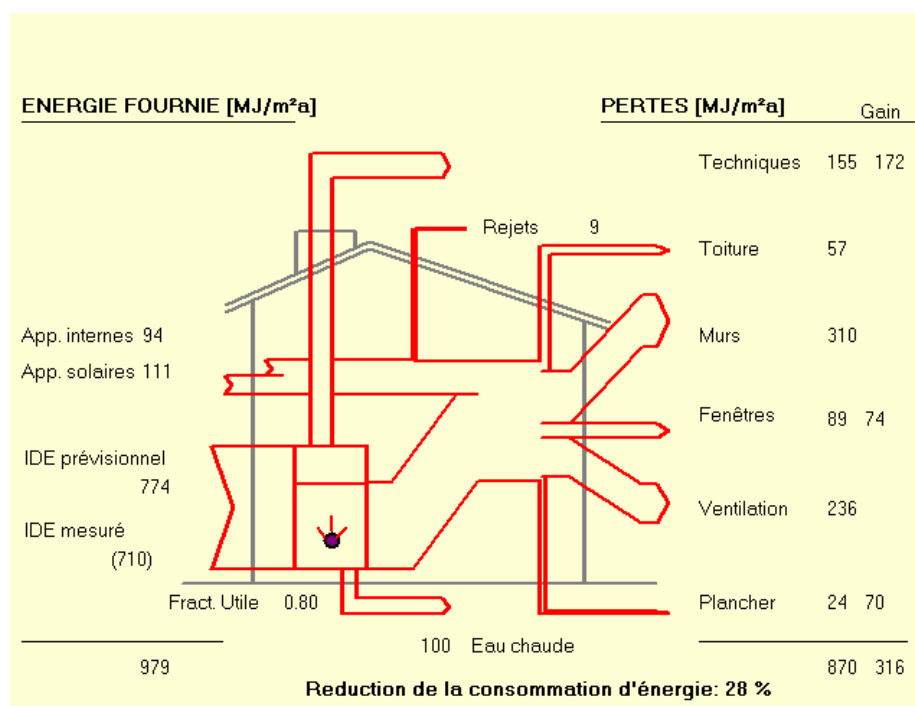 ENERGIE FOURNIE [MJ/m²a]
PERTES [MJ/m²a] Gain
Techniques 155 172
Rejets 9
Toiture 57
App. internes 94
Murs 310
App. solaires 111
Fenêtres 89 74
IDE prévisionnel
774
Ventilation 236
IDE mesuré
(710)
Fract. Utile 0.80
Plancher 24 70
100 Eau chaude
979
870 316
Reduction de la consommation d'énergie: 28 %